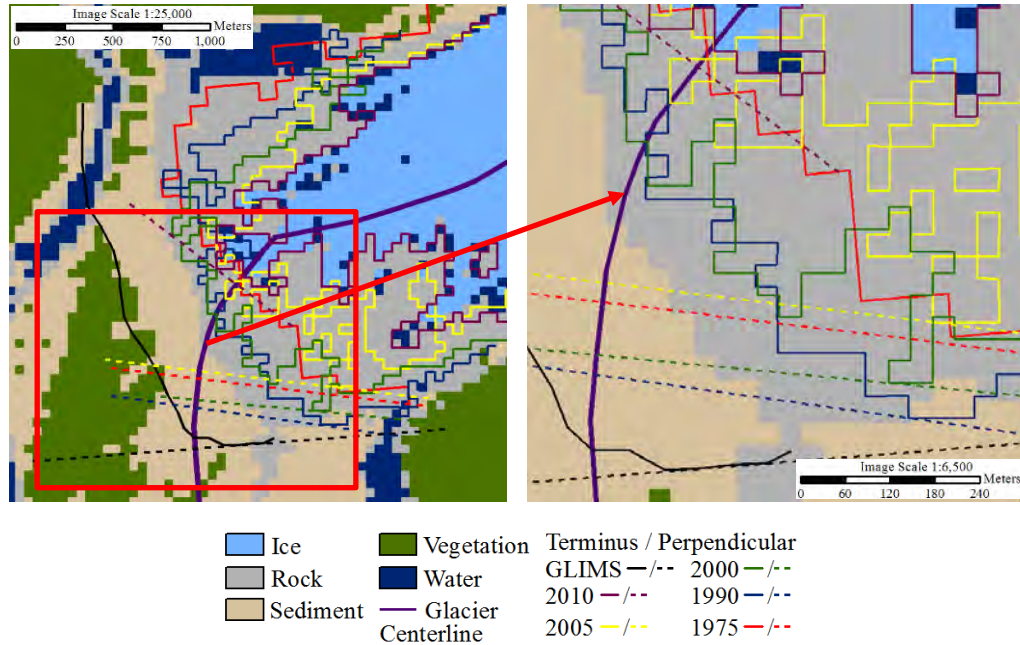 Image Scale 1:25,000
Meters
0 250 500 750 1,000
Image Scale 1:6,500
Meters
0 60 120 180 240
Ice
Vegetation
Terminus / Perpendicular
Rock
Water
GLIMS — / --
2000 — / --
Sediment
Glacier Centerline
2010 — / --
1990 — / --
2005 — / --
1975 — / --